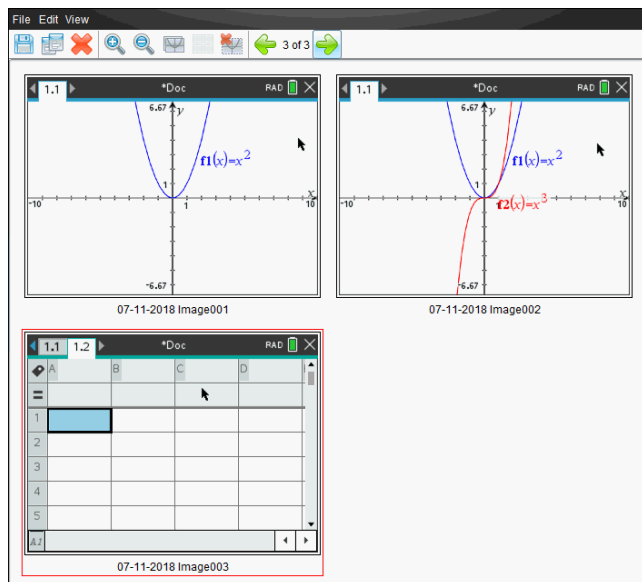 File Edit View
3 of 3
1.1 *Doc RAD
6.67 y
f1(x)=x²
1
x
-10 1 10
-6.67
07-11-2018 Image001
1.1 *Doc RAD
6.67 y
f1(x)=x²
1
x
-10 1 f2(x)=x³ 10
-6.67
07-11-2018 Image002
1.1 1.2 *Doc RAD
A B C D
=
1
2
3
4
5
A1
07-11-2018 Image003